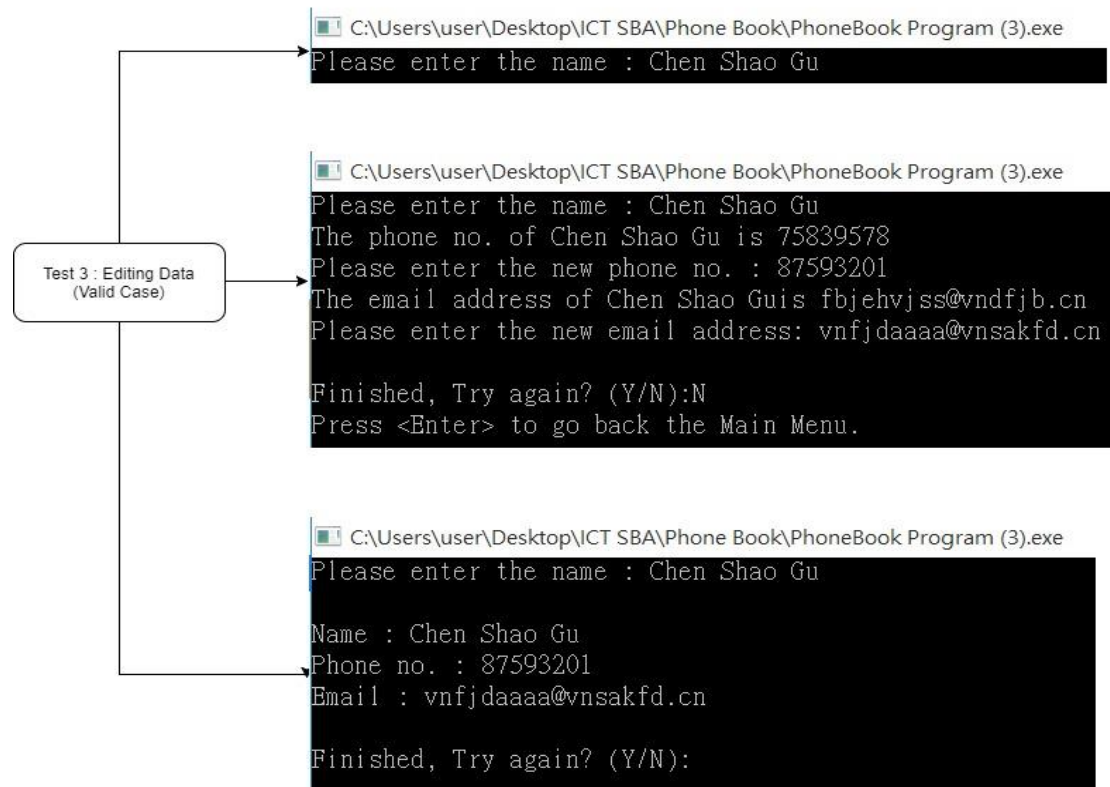 C:\Users\user\Desktop\ICT SBA\Phone Book\PhoneBook Program (3).exe
Please enter the name : Chen Shao Gu
C:\Users\user\Desktop\ICT SBA\Phone Book\PhoneBook Program (3).exe
Please enter the name : Chen Shao Gu
The phone no. of Chen Shao Gu is 75839578
Please enter the new phone no. : 87593201
The email address of Chen Shao Guis fbjehvjss@vndfjb.cn
Please enter the new email address: vnfjdaaaa@vnsakfd.cn
Finished, Try again? (Y/N):N
Press <Enter> to go back the Main Menu.
Test 3 : Editing Data
(Valid Case)
C:\Users\user\Desktop\ICT SBA\Phone Book\PhoneBook Program (3).exe
Please enter the name : Chen Shao Gu
Name : Chen Shao Gu
Phone no. : 87593201
Email : vnfjdaaaa@vnsakfd.cn
Finished, Try again? (Y/N):